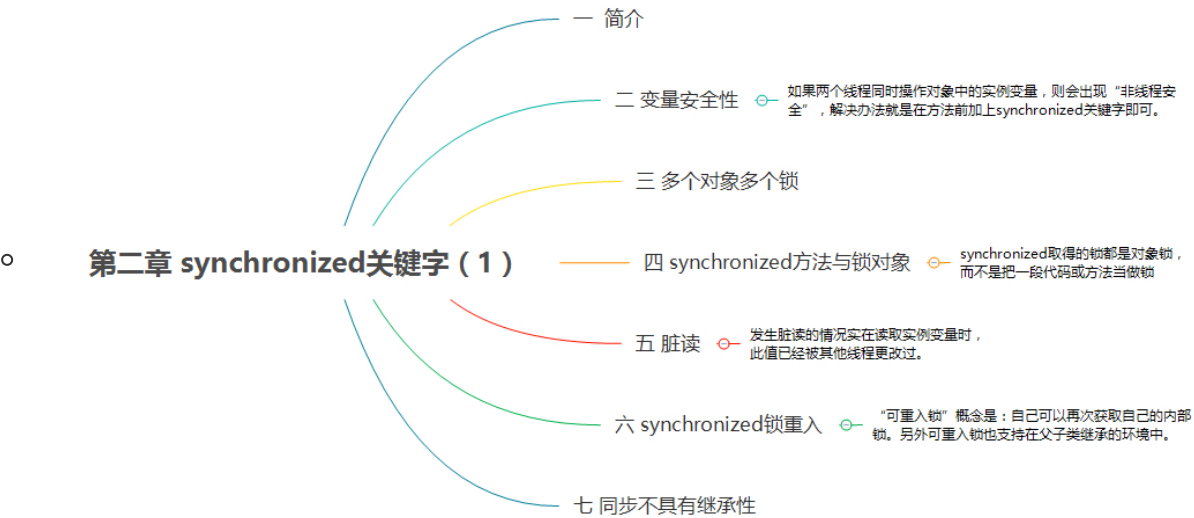 一 简介
二 变量安全性
如果两个线程同时操作对象中的实例变量，则会出现“非线程安
全”，解决办法就是在方法前加上synchronized关键字即可。
三 多个对象多个锁
第二章 synchronized关键字（1）
四 synchronized方法与锁对象
synchronized取得的锁都是对象锁，
而不是把一段代码或方法当做锁
五 脏读
发生脏读的情况实在读取实例变量时，
此值已经被其他线程更改过。
六 synchronized锁重入
“可重入锁”概念是：自己可以再次获取自己的内部
锁。另外可重入锁也支持在父子类继承的环境中。
七 同步不具有继承性